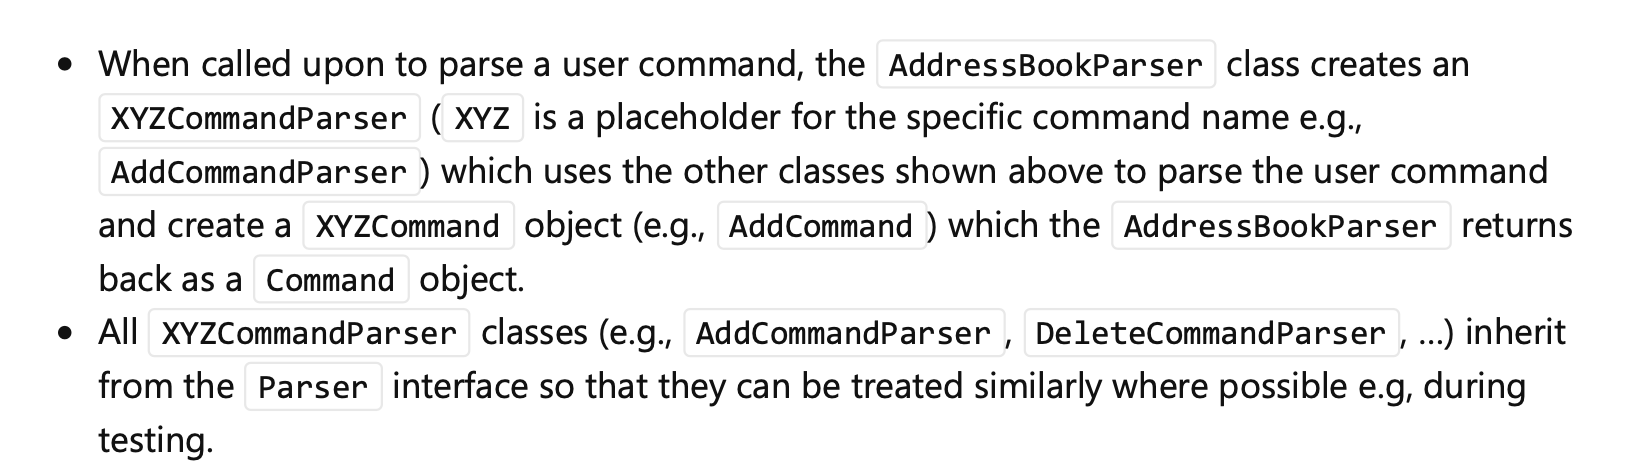 • When called upon to parse a user command, the AddressBookParser class creates an
XYZCommandParser (XYZ is a placeholder for the specific command name e.g.,
AddCommandParser) which uses the other classes shown above to parse the user command
and create a XYZCommand object (e.g., AddCommand) which the AddressBookParser returns
back as a Command object.
• All XYZCommandParser classes (e.g., AddCommandParser, DeleteCommandParser, ...) inherit
from the Parser interface so that they can be treated similarly where possible e.g, during
testing.